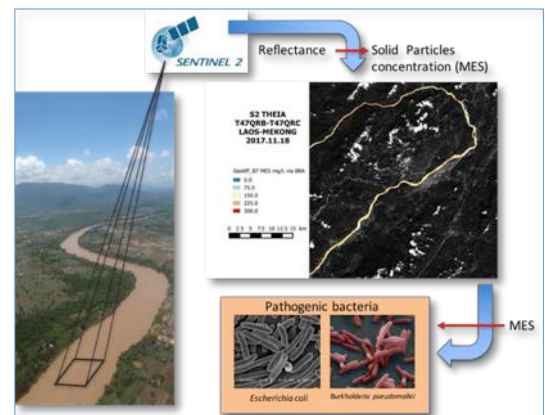 SENTINEL 2
Reflectance
Solid Particles
concentration (MES)
S2 THEIA
T47QRB-T47QRC
LAOS-MEKONG
2017.11.18
0.0
75.0
150.0
225.0
300.0
0 2.5 5 7.5 10 12.5 15 km
Pathogenic bacteria
MES
Escherichia coli
Burkholderia pseudomallei